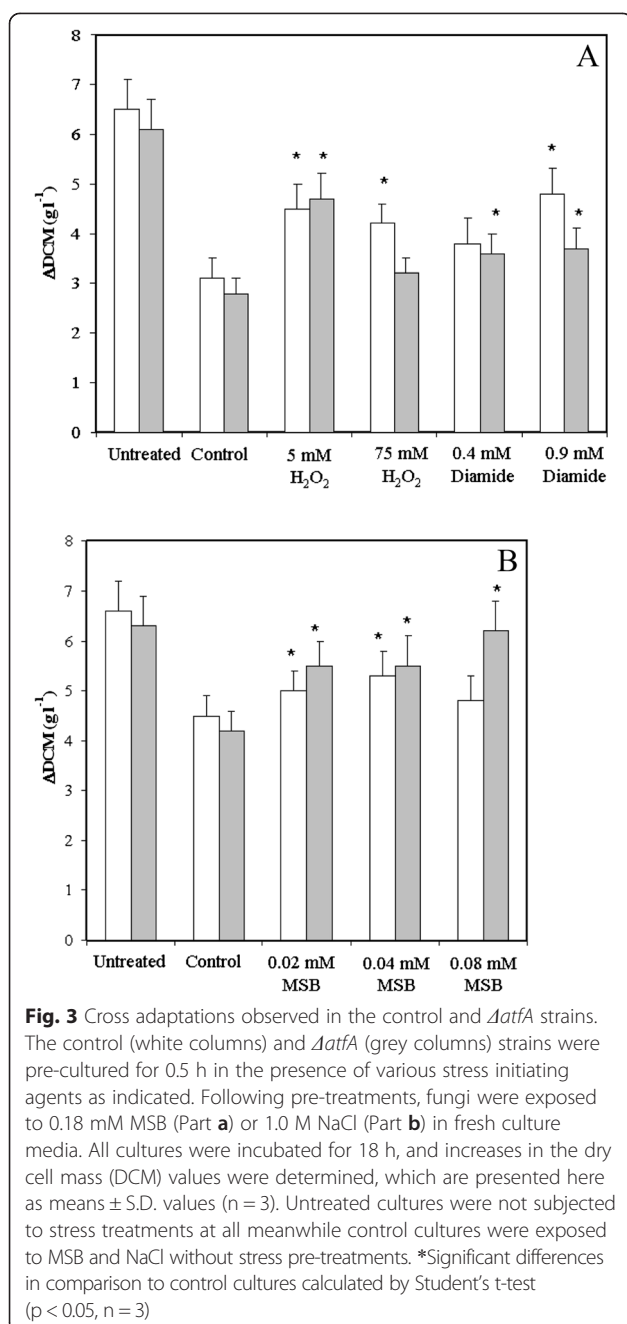 A
8
7
6
5
4
3
2
1
0
ΔDCM (gl⁻¹)
* * * * * *
Untreated Control 5 mM H₂O₂ 75 mM H₂O₂ 0.4 mM Diamide 0.9 mM Diamide
B
8
7
6
5
4
3
2
1
0
ΔDCM (gl⁻¹)
* * * * *
Untreated Control 0.02 mM MSB 0.04 mM MSB 0.08 mM MSB
Fig. 3 Cross adaptations observed in the control and ΔatfA strains.
The control (white columns) and ΔatfA (grey columns) strains were
pre-cultured for 0.5 h in the presence of various stress initiating
agents as indicated. Following pre-treatments, fungi were exposed
to 0.18 mM MSB (Part a) or 1.0 M NaCl (Part b) in fresh culture
media. All cultures were incubated for 18 h, and increases in the dry
cell mass (DCM) values were determined, which are presented here
as means ± S.D. values (n = 3). Untreated cultures were not subjected
to stress treatments at all meanwhile control cultures were exposed
to MSB and NaCl without stress pre-treatments. *Significant differences
in comparison to control cultures calculated by Student's t-test
(p < 0.05, n = 3)